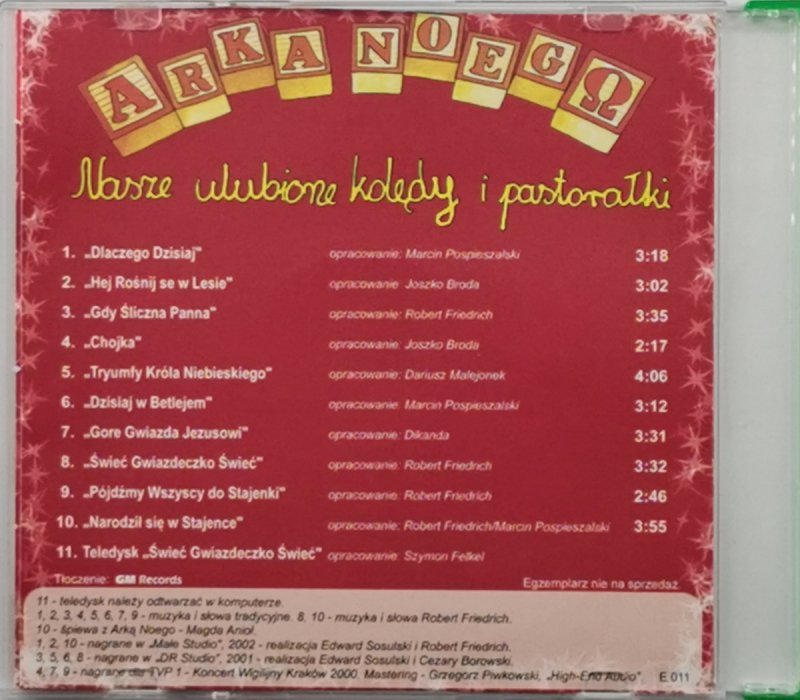 ARKA NOEGO
Nasze ulubione kolędy i pastorałki
1. „Dlaczego Dzisiaj" opracowanie: Marcin Pospieszalski 3:18
2. „Hej Rośnij se w Lesie" opracowanie: Joszko Broda 3:02
3. „Gdy Śliczna Panna" opracowanie: Robert Friedrich 3:35
4. „Chojka" opracowanie: Joszko Broda 2:17
5. „Tryumfy Króla Niebieskiego" opracowanie: Dariusz Malejonek 4:06
6. „Dzisiaj w Betlejem" opracowanie: Marcin Pospieszalski 3:12
7. „Gore Gwiazda Jezusowi" opracowanie: Dikanda 3:31
8. „Świeć Gwiazdeczko Świeć" opracowanie: Robert Friedrich 3:32
9. „Pójdźmy Wszyscy do Stajenki" opracowanie: Robert Friedrich 2:46
10. „Narodził się w Stajence" opracowanie: Robert Friedrich/Marcin Pospieszalski 3:55
11. Teledysk „Świeć Gwiazdeczko Świeć" opracowanie: Szymon Felkel
Tłoczenie: GM Records Egzemplarz nie na sprzedaż
11 - teledysk należy odtwarzać w komputerze.
1, 2, 3, 4, 5, 6, 7, 9 - muzyka i słowa tradycyjne. 8, 10 - muzyka i słowa Robert Friedrich.
10 - śpiewa z Arką Noego - Magda Anioł.
1, 2, 10 - nagrane w „Małe Studio", 2002 - realizacja Edward Sosulski i Robert Friedrich.
3, 5, 6, 8 - nagrane w „DR Studio", 2001 - realizacja Edward Sosulski i Cezary Borowski.
4, 7, 9 - nagrane dla TVP 1 - Koncert Wigilijny Kraków 2000. Mastering - Grzegorz Piwkowski, „High-End Audio". E 011